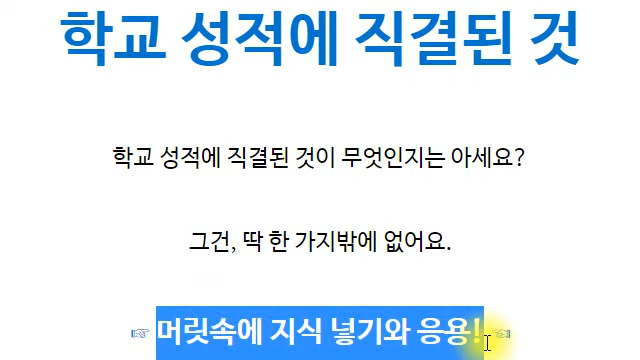 학교 성적에 직결된 것
학교 성적에 직결된 것이 무엇인지는 아세요?
그건, 딱 한 가지밖에 없어요.
☞ 머릿속에 지식 넣기와 응용! ☜